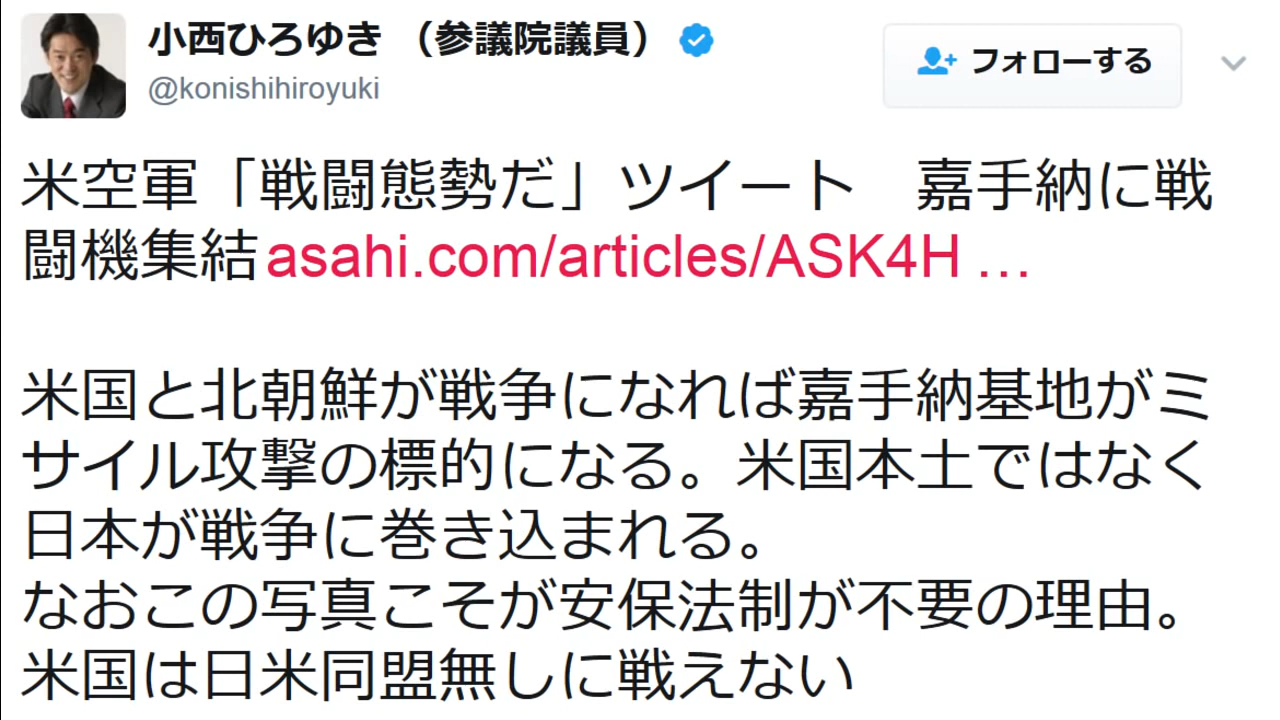 小西ひろゆき （参議院議員）
フォローする
@konishihiroyuki
米空軍「戦闘態勢だ」ツイート　嘉手納に戦
闘機集結asahi.com/articles/ASK4H …
米国と北朝鮮が戦争になれば嘉手納基地がミ
サイル攻撃の標的になる。米国本土ではなく
日本が戦争に巻き込まれる。
なおこの写真こそが安保法制が不要の理由。
米国は日米同盟無しに戦えない